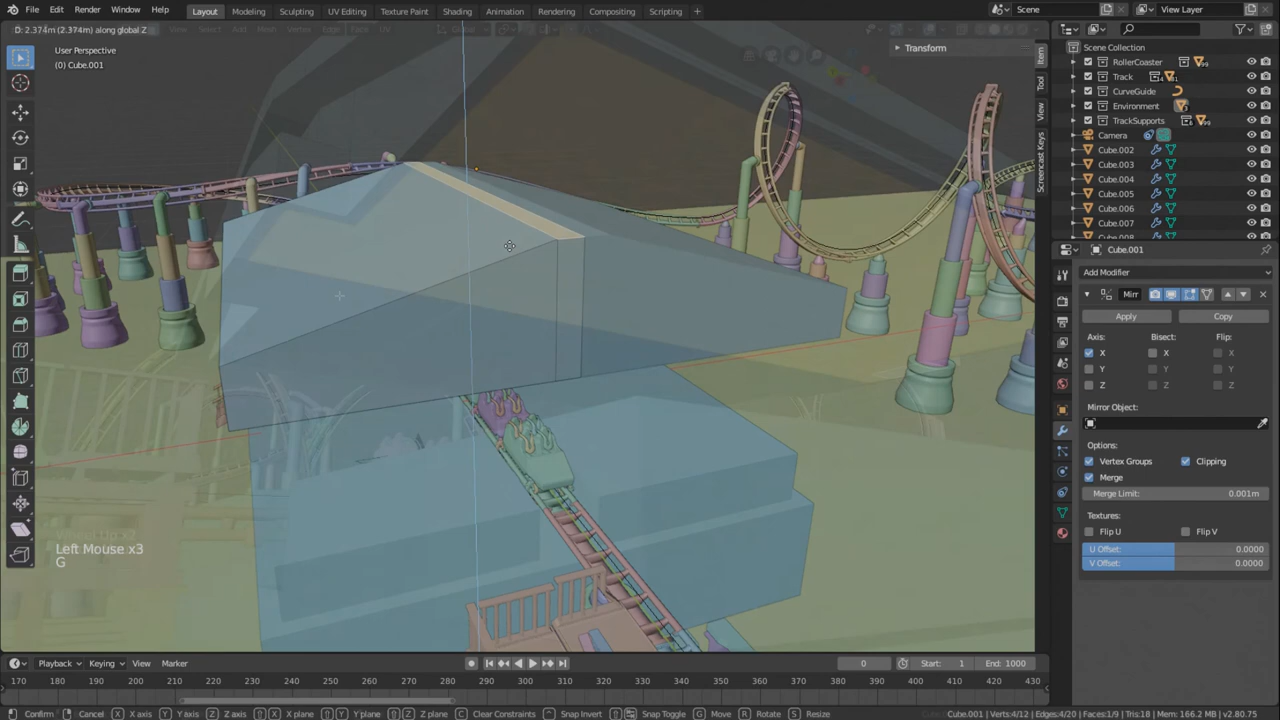 File Edit Render Window Help
Layout Modeling Sculpting UV Editing Texture Paint Shading Animation Rendering Compositing Scripting
Scene
View Layer
D: 2.374m (2.374m) along global Z
User Perspective
(0) Cube.001
Transform
Item
Tool
View
Screencast Keys
Scene Collection
RollerCoaster
Track
CurveGuide
Environment
TrackSupports
Camera
Cube.002
Cube.003
Cube.004
Cube.005
Cube.006
Cube.007
Cube.008
Cube.001
Add Modifier
Mirr
Apply Copy
Axis: Bisect: Flip:
X X X
Y Y Y
Z Z Z
Mirror Object:
Options:
Vertex Groups Clipping
Merge
Merge Limit: 0.001m
Textures:
Flip U Flip V
U Offset: 0.0000
V Offset: 0.0000
Left Mouse x3
G
Playback Keying View Marker
0 Start: 1 End: 1000
170 180 190 200 210 220 230 240 250 260 270 280 290 300 310 320 330 340 350 360 370 380 390 400 410 420 430
Confirm Cancel X X axis Y Y axis Z Z axis X X plane Y Y plane Z Z plane C Clear Constraints Snap Invert Snap Toggle G Move R Rotate S Resize
Cube.001 | Verts:4/12 | Edges:4/20 | Faces:1/9 | Tris:18 | Mem: 166.2 MB | v2.80.75